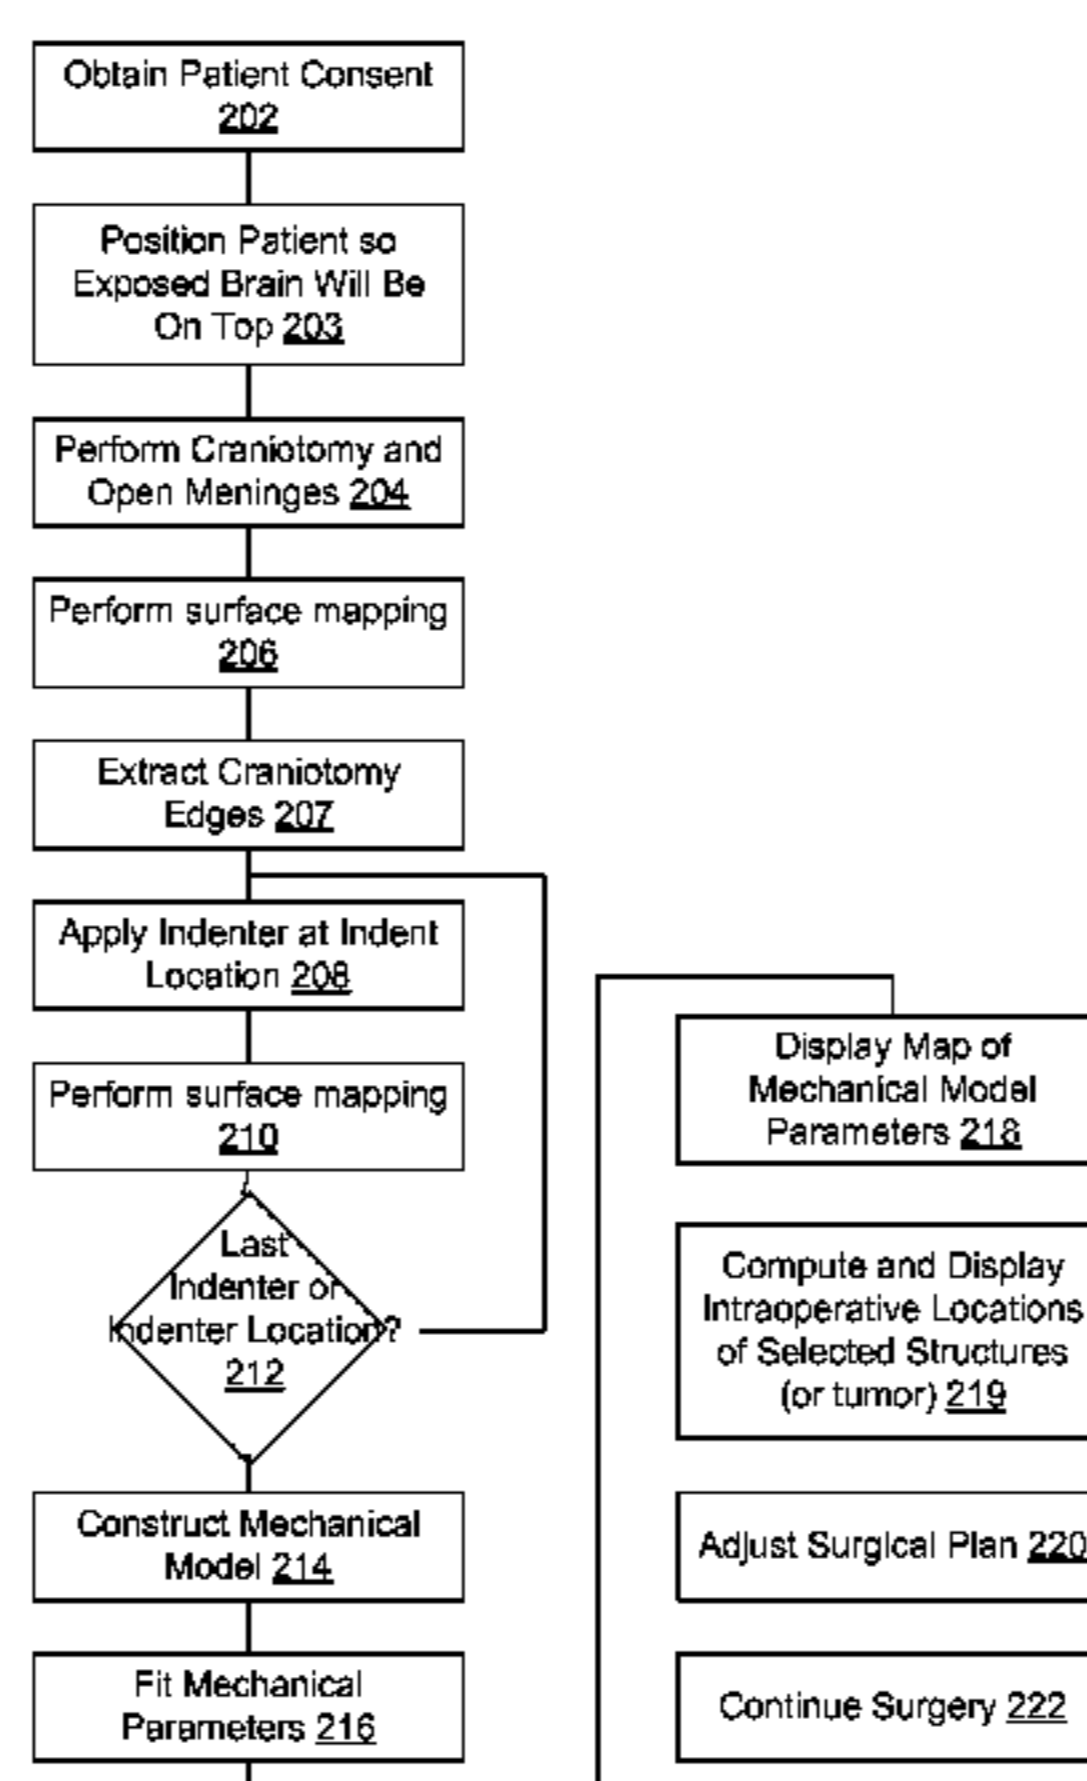 Obtain Patient Consent
202
Position Patient so
Exposed Brain Will Be
On Top 203
Perform Craniotomy and
Open Meninges 204
Perform surface mapping
206
Extract Craniotomy
Edges 207
Apply Indenter at Indent
Location 208
Perform surface mapping
210
Last
Indenter or
Indenter Location?
212
Construct Mechanical
Model 214
Fit Mechanical
Parameters 216
Display Map of
Mechanical Model
Parameters 218
Compute and Display
Intraoperative Locations
of Selected Structures
(or tumor) 219
Adjust Surgical Plan 220
Continue Surgery 222